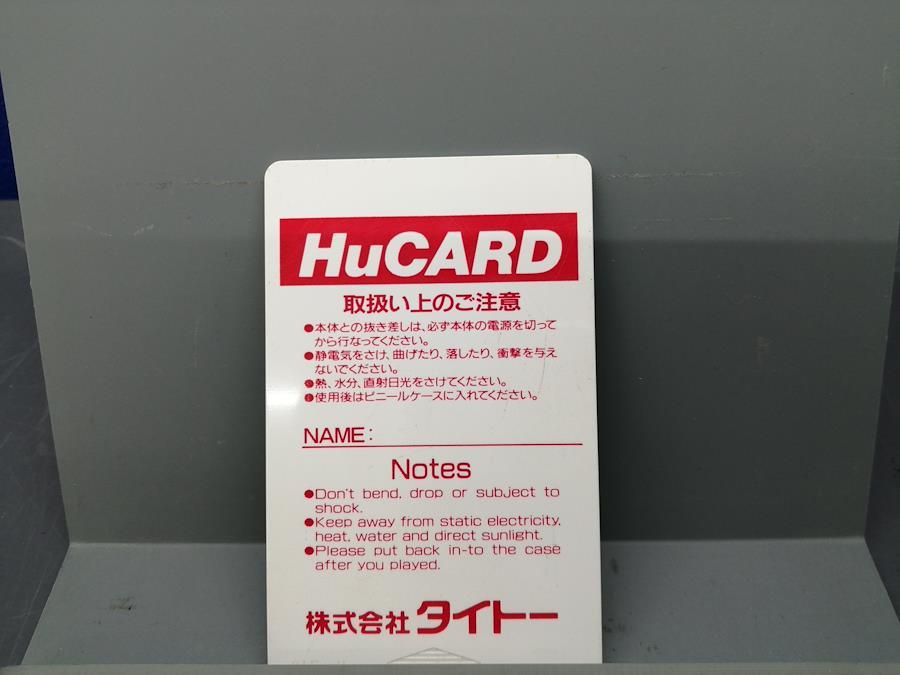 HuCARD
取扱い上のご注意
●本体との抜き差しは、必ず本体の電源を切って
から行なってください。
●静電気をさけ、曲げたり、落したり、衝撃を与え
ないでください。
●熱、水分、直射日光をさけてください。
●使用後はビニールケースに入れてください。
NAME:
Notes
●Don't bend, drop or subject to
shock.
●Keep away from static electricity,
heat, water and direct sunlight.
●Please put back in-to the case
after you played.
株式会社タイトー